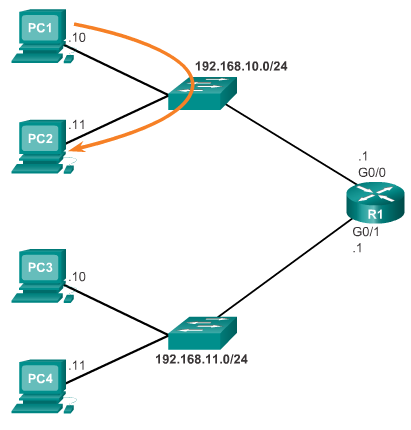 PC1
.10
192.168.10.0/24
.11
PC2
.1
G0/0
R1
G0/1
.1
PC3
.10
192.168.11.0/24
.11
PC4